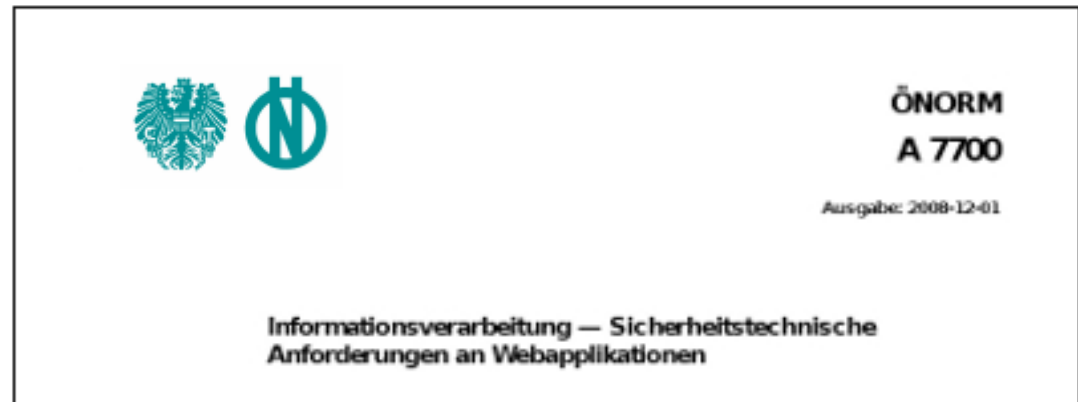 ÖNORM
A 7700
Ausgabe: 2008-12-01
Informationsverarbeitung — Sicherheitstechnische
Anforderungen an Webapplikationen